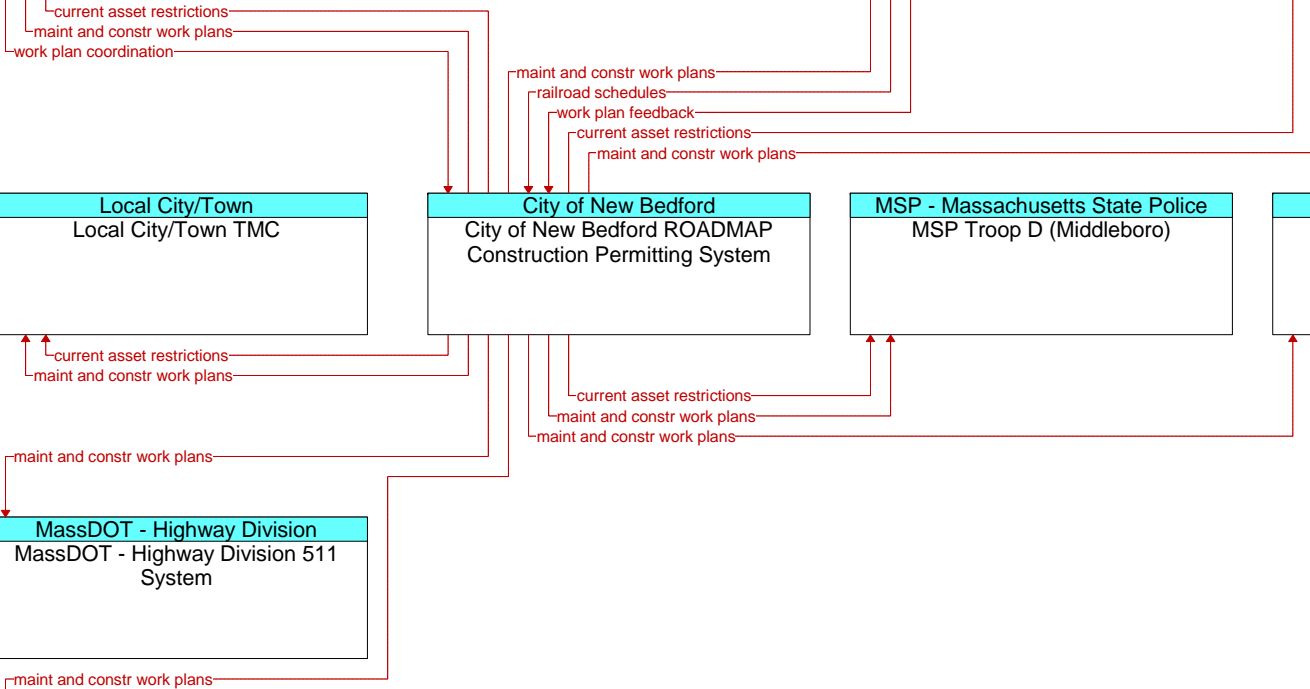 current asset restrictions
maint and constr work plans
work plan coordination
maint and constr work plans
railroad schedules
work plan feedback
current asset restrictions
maint and constr work plans
Local City/Town
Local City/Town TMC
City of New Bedford
City of New Bedford ROADMAP
Construction Permitting System
MSP - Massachusetts State Police
MSP Troop D (Middleboro)
current asset restrictions
maint and constr work plans
current asset restrictions
maint and constr work plans
maint and constr work plans
maint and constr work plans
MassDOT - Highway Division
MassDOT - Highway Division 511
System
maint and constr work plans